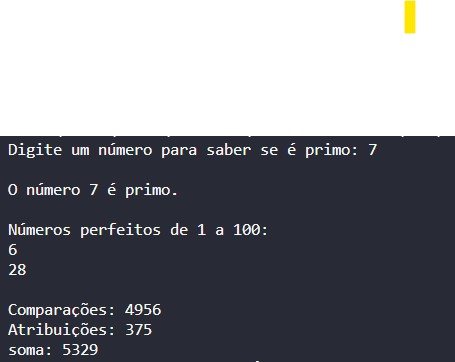 Digite um número para saber se é primo: 7
O número 7 é primo.
Números perfeitos de 1 a 100:
6
28
Comparações: 4956
Atribuições: 375
soma: 5329